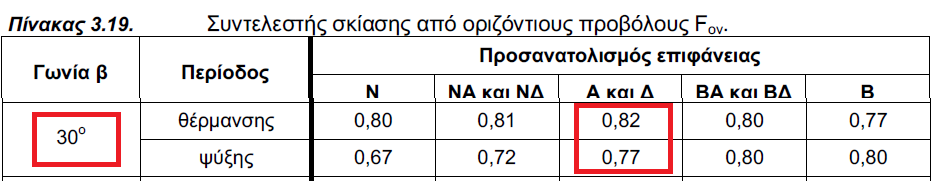 Πίνακας 3.19. Συντελεστής σκίασης από οριζόντιους προβόλους Fov.
Γωνία β Περίοδος Προσανατολισμός επιφάνειας
Ν ΝΑ και ΝΔ Α και Δ ΒΑ και ΒΔ Β
30° θέρμανσης 0,80 0,81 0,82 0,80 0,77
ψύξης 0,67 0,72 0,77 0,80 0,80